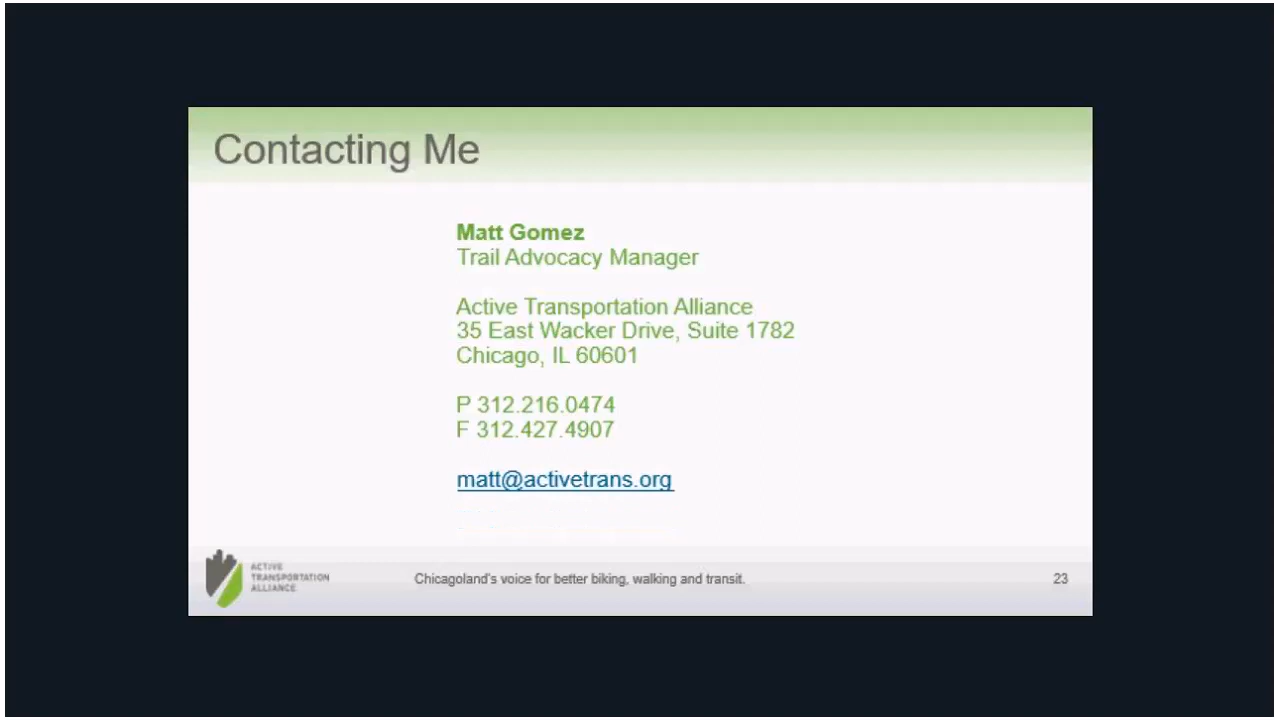 Contacting Me
Matt Gomez
Trail Advocacy Manager
Active Transportation Alliance
35 East Wacker Drive, Suite 1782
Chicago, IL 60601
P 312.216.0474
F 312.427.4907
matt@activetrans.org
ACTIVE
TRANSPORTATION
ALLIANCE
Chicagoland's voice for better biking, walking and transit.
23